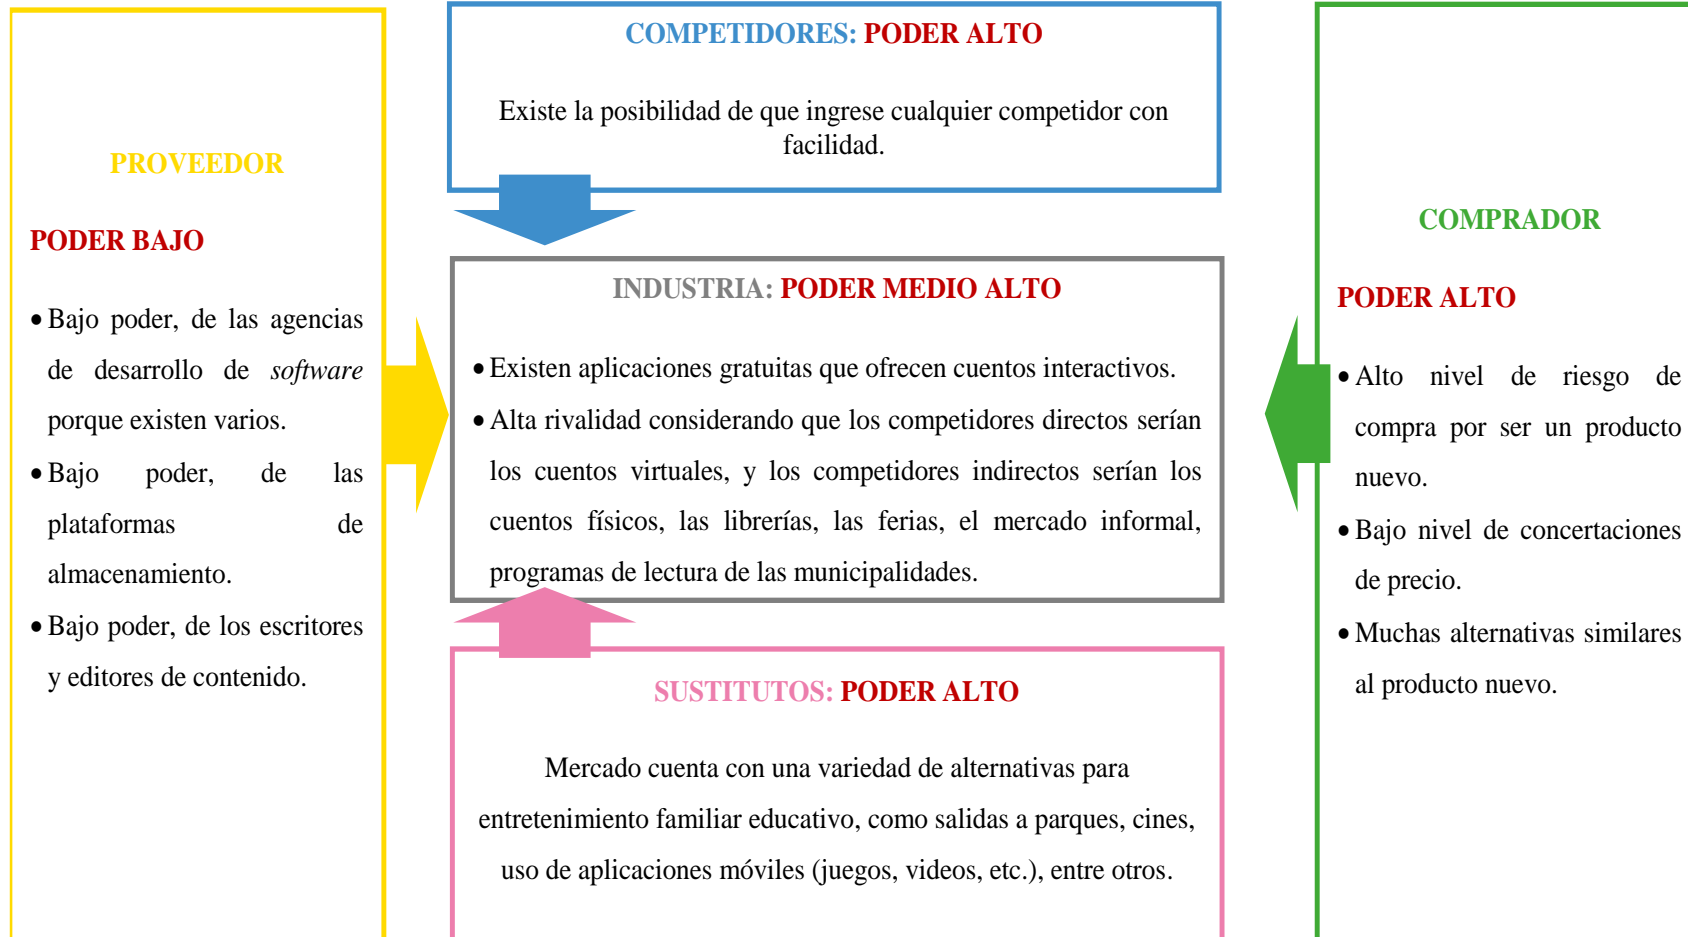 PROVEEDOR
PODER BAJO
• Bajo poder, de las agencias
de desarrollo de software
porque existen varios.
• Bajo poder, de las
plataformas de
almacenamiento.
• Bajo poder, de los escritores
y editores de contenido.
COMPETIDORES: PODER ALTO
Existe la posibilidad de que ingrese cualquier competidor con
facilidad.
INDUSTRIA: PODER MEDIO ALTO
• Existen aplicaciones gratuitas que ofrecen cuentos interactivos.
• Alta rivalidad considerando que los competidores directos serían
los cuentos virtuales, y los competidores indirectos serían los
cuentos físicos, las librerías, las ferias, el mercado informal,
programas de lectura de las municipalidades.
SUSTITUTOS: PODER ALTO
Mercado cuenta con una variedad de alternativas para
entretenimiento familiar educativo, como salidas a parques, cines,
uso de aplicaciones móviles (juegos, videos, etc.), entre otros.
COMPRADOR
PODER ALTO
• Alto nivel de riesgo de
compra por ser un producto
nuevo.
• Bajo nivel de concertaciones
de precio.
• Muchas alternativas similares
al producto nuevo.